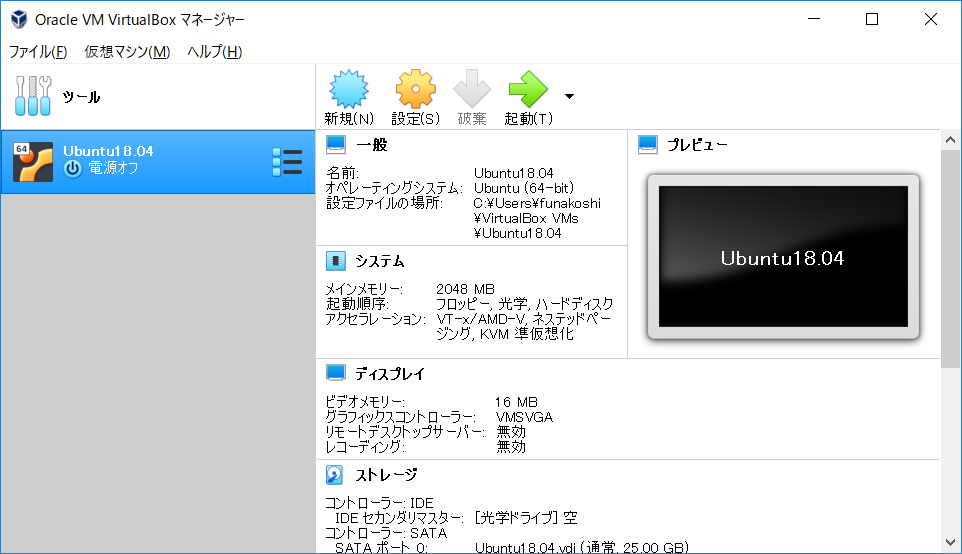 Oracle VM VirtualBox マネージャー
ファイル(F) 仮想マシン(M) ヘルプ(H)
ツール
新規(N) 設定(S) 破棄 起動(T)
64
Ubuntu18.04
電源オフ
一般
名前: Ubuntu18.04
オペレーティングシステム: Ubuntu (64-bit)
設定ファイルの場所: C:¥Users¥funakoshi
¥VirtualBox VMs
¥Ubuntu18.04
プレビュー
Ubuntu18.04
システム
メインメモリー: 2048 MB
起動順序: フロッピー, 光学, ハードディスク
アクセラレーション: VT-x/AMD-V, ネステッドペー
ジング, KVM 準仮想化
ディスプレイ
ビデオメモリー: 16 MB
グラフィックスコントローラー: VMSVGA
リモートデスクトップサーバー: 無効
レコーディング: 無効
ストレージ
コントローラー: IDE
IDE セカンダリマスター: [光学ドライブ] 空
コントローラー: SATA
SATA ポート 0: Ubuntu18.04.vdi (通常, 25.00 GB)